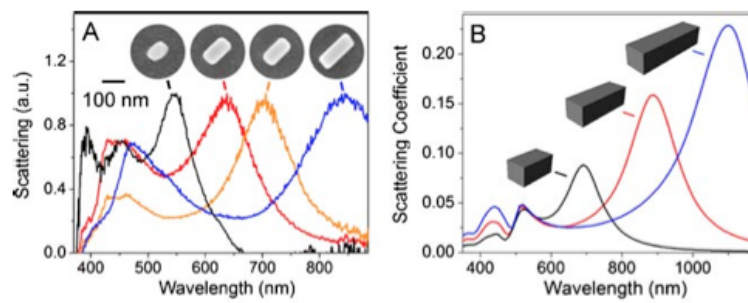 A
B
1.2
0.8
0.4
0.0
Scattering (a.u.)
100 nm
400 500 600 700 800
Wavelength (nm)
0.20
0.15
0.10
0.05
0.00
Scattering Coefficient
400 600 800 1000
Wavelength (nm)